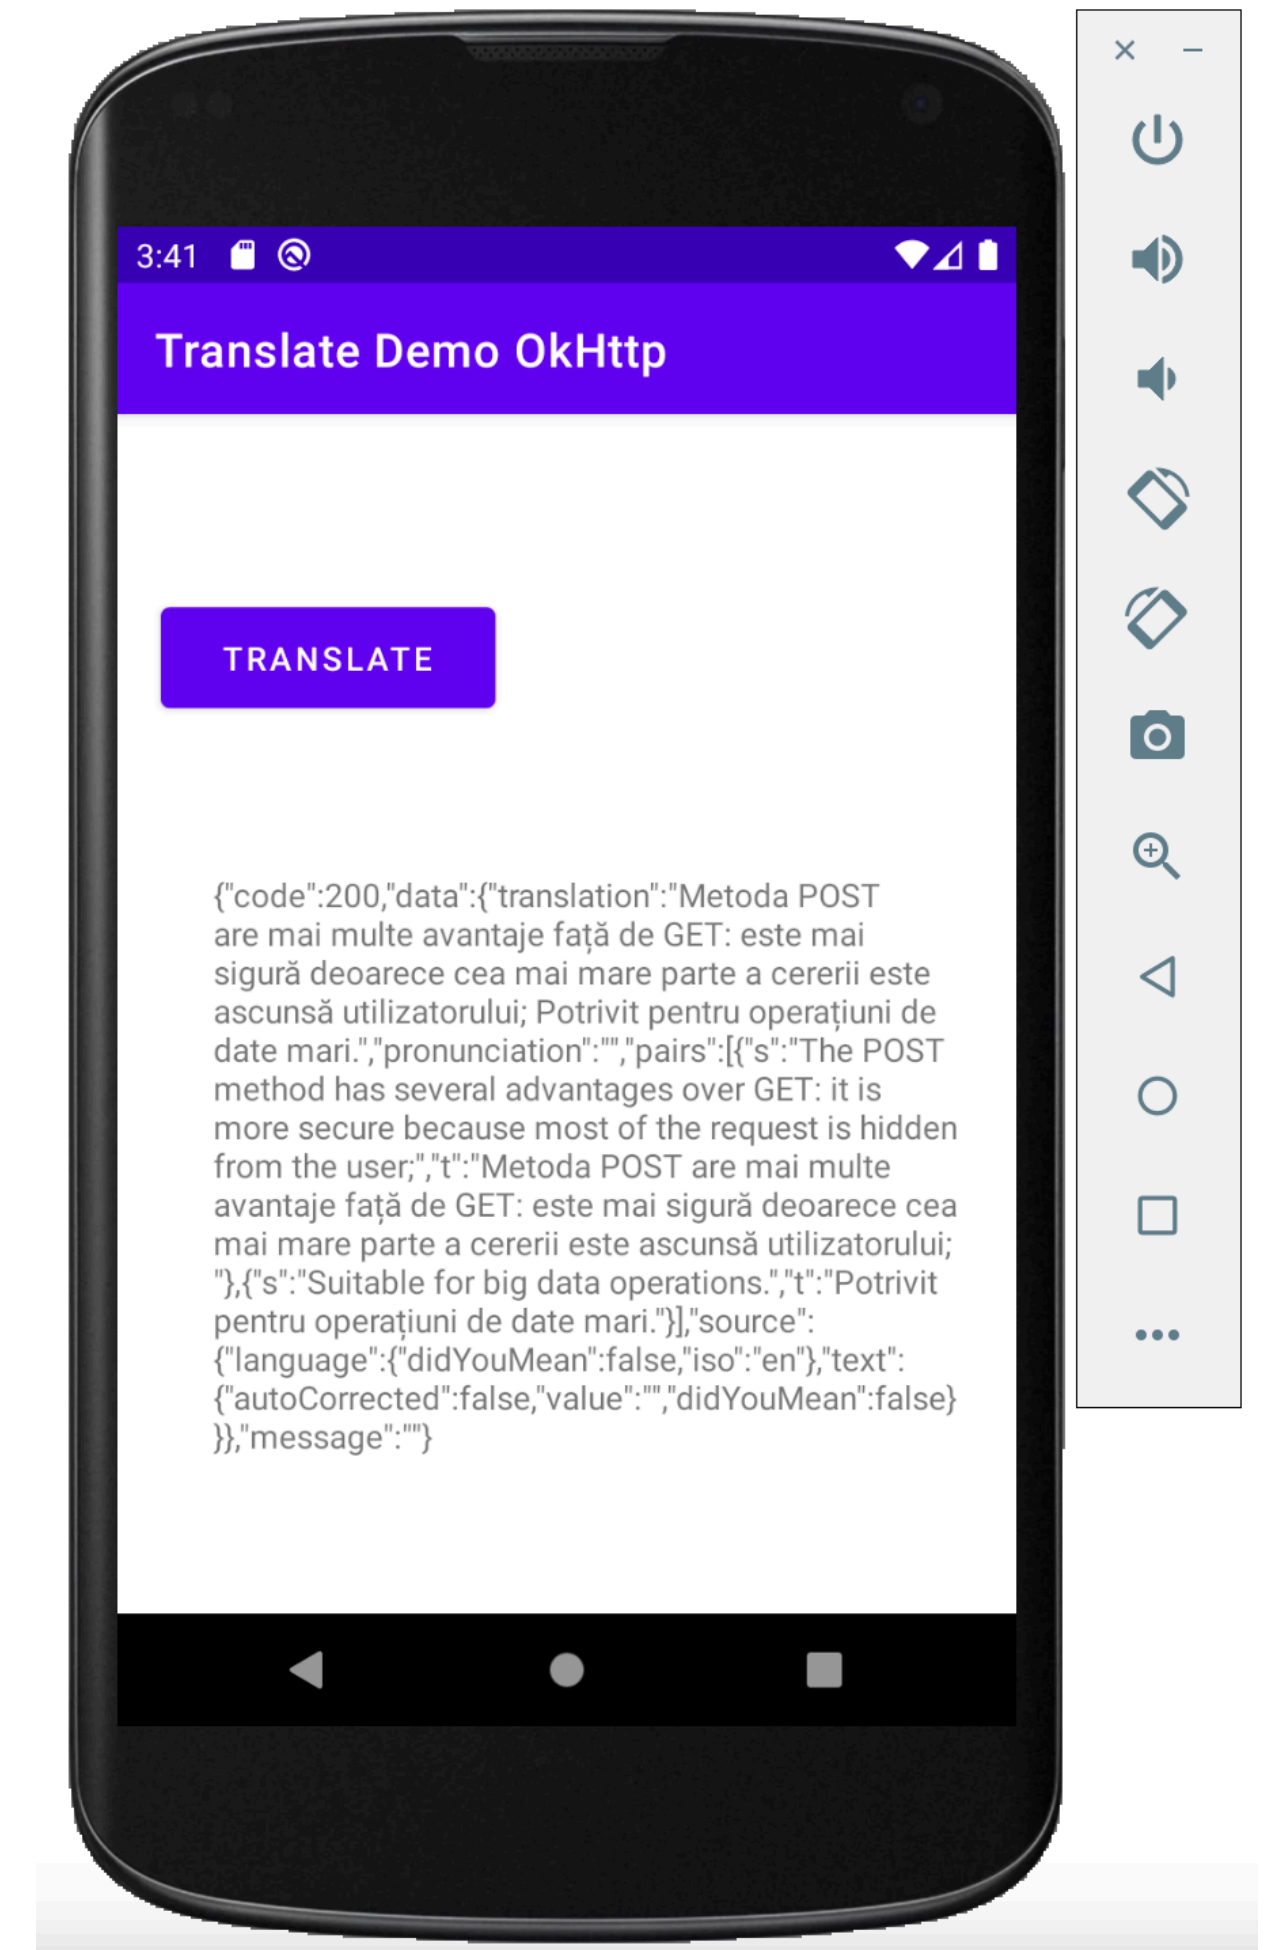 3:41
Translate Demo OkHttp
TRANSLATE
{"code":200,"data":{"translation":"Metoda POST
are mai multe avantaje față de GET: este mai
sigură deoarece cea mai mare parte a cererii este
ascunsă utilizatorului; Potrivit pentru operațiuni de
date mari.","pronunciation":"","pairs":[{"s":"The POST
method has several advantages over GET: it is
more secure because most of the request is hidden
from the user;","t":"Metoda POST are mai multe
avantaje față de GET: este mai sigură deoarece cea
mai mare parte a cererii este ascunsă utilizatorului;
"},{"s":"Suitable for big data operations.","t":"Potrivit
pentru operațiuni de date mari."}],"source":
{"language":{"didYouMean":false,"iso":"en"},"text":
{"autoCorrected":false,"value":"","didYouMean":false}
}},"message":""}